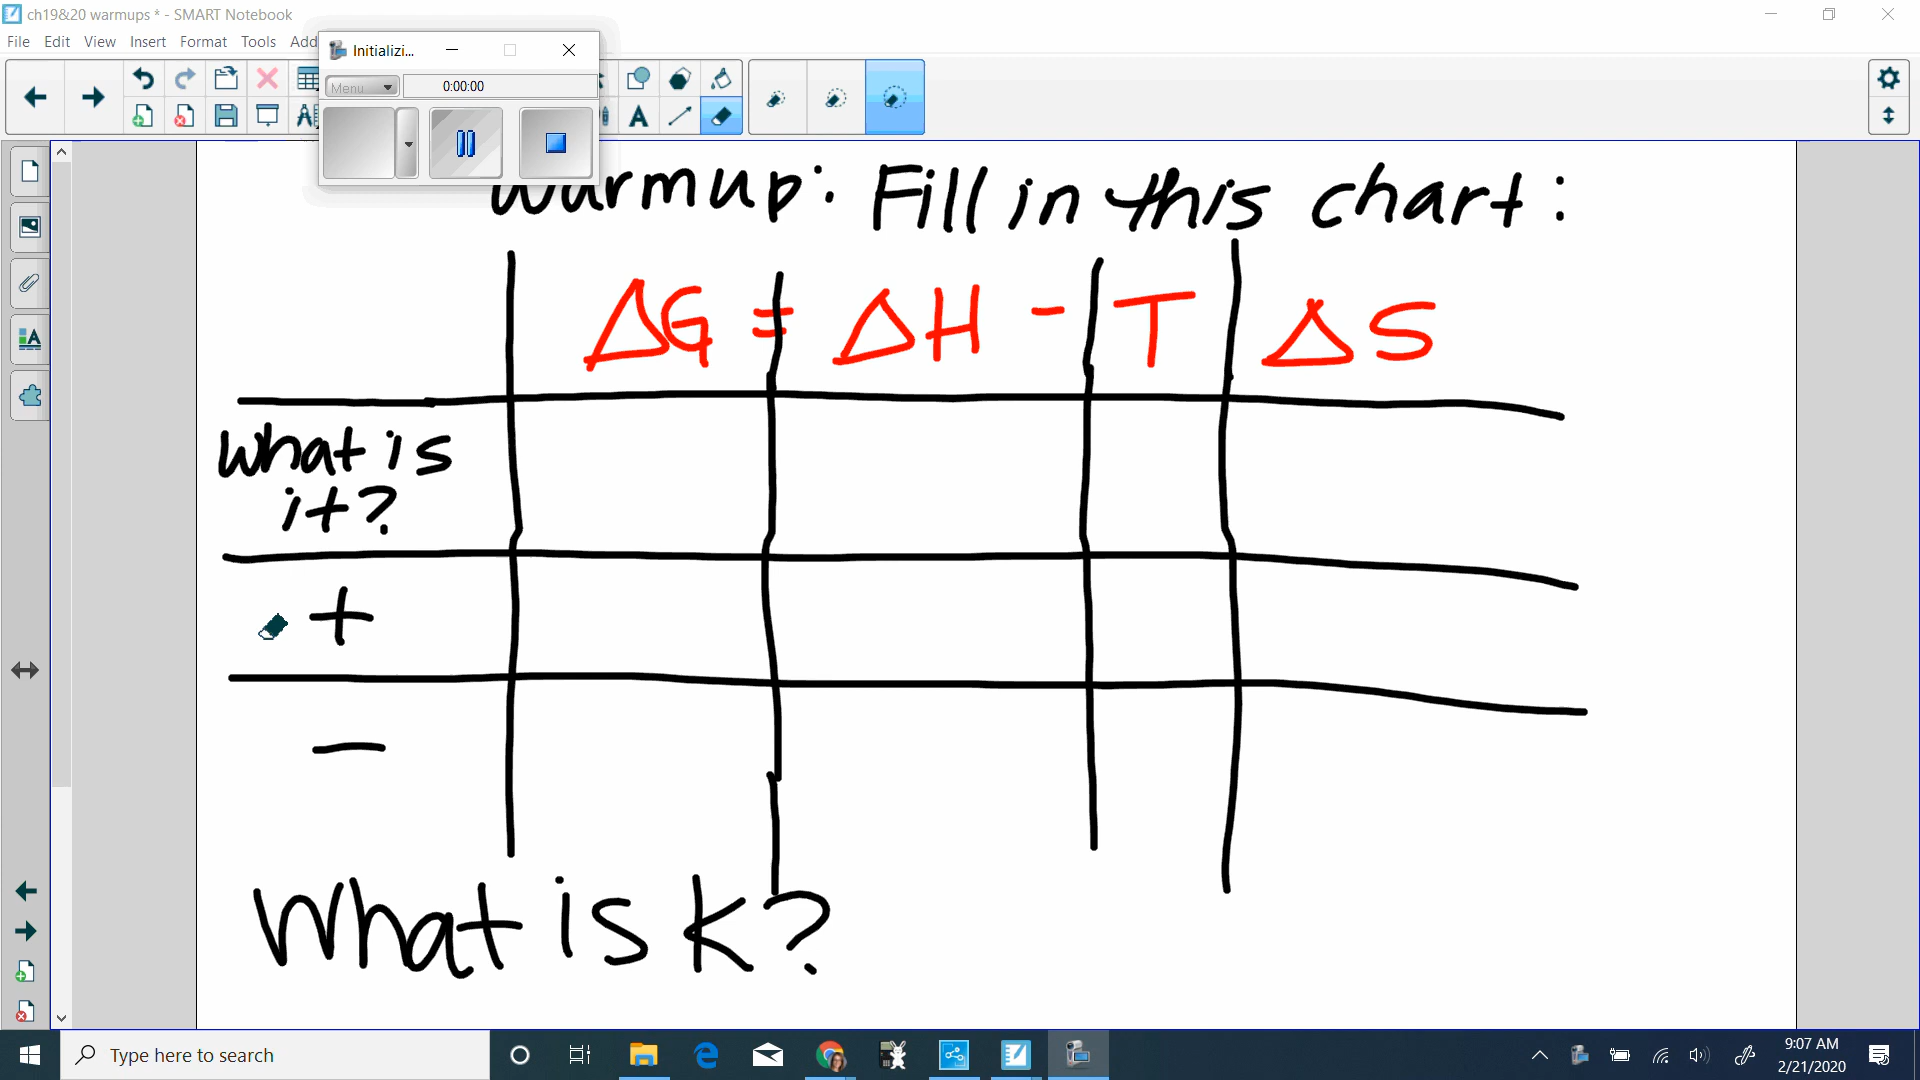 ch19&20 warmups * - SMART Notebook
File Edit View Insert Format Tools Add
Initializi...
Menu 0:00:00
A
A
warmup: Fill in this chart:
ΔG = ΔH - T ΔS
What is
it?
+
−
What is k?
Type here to search
9:07 AM
2/21/2020